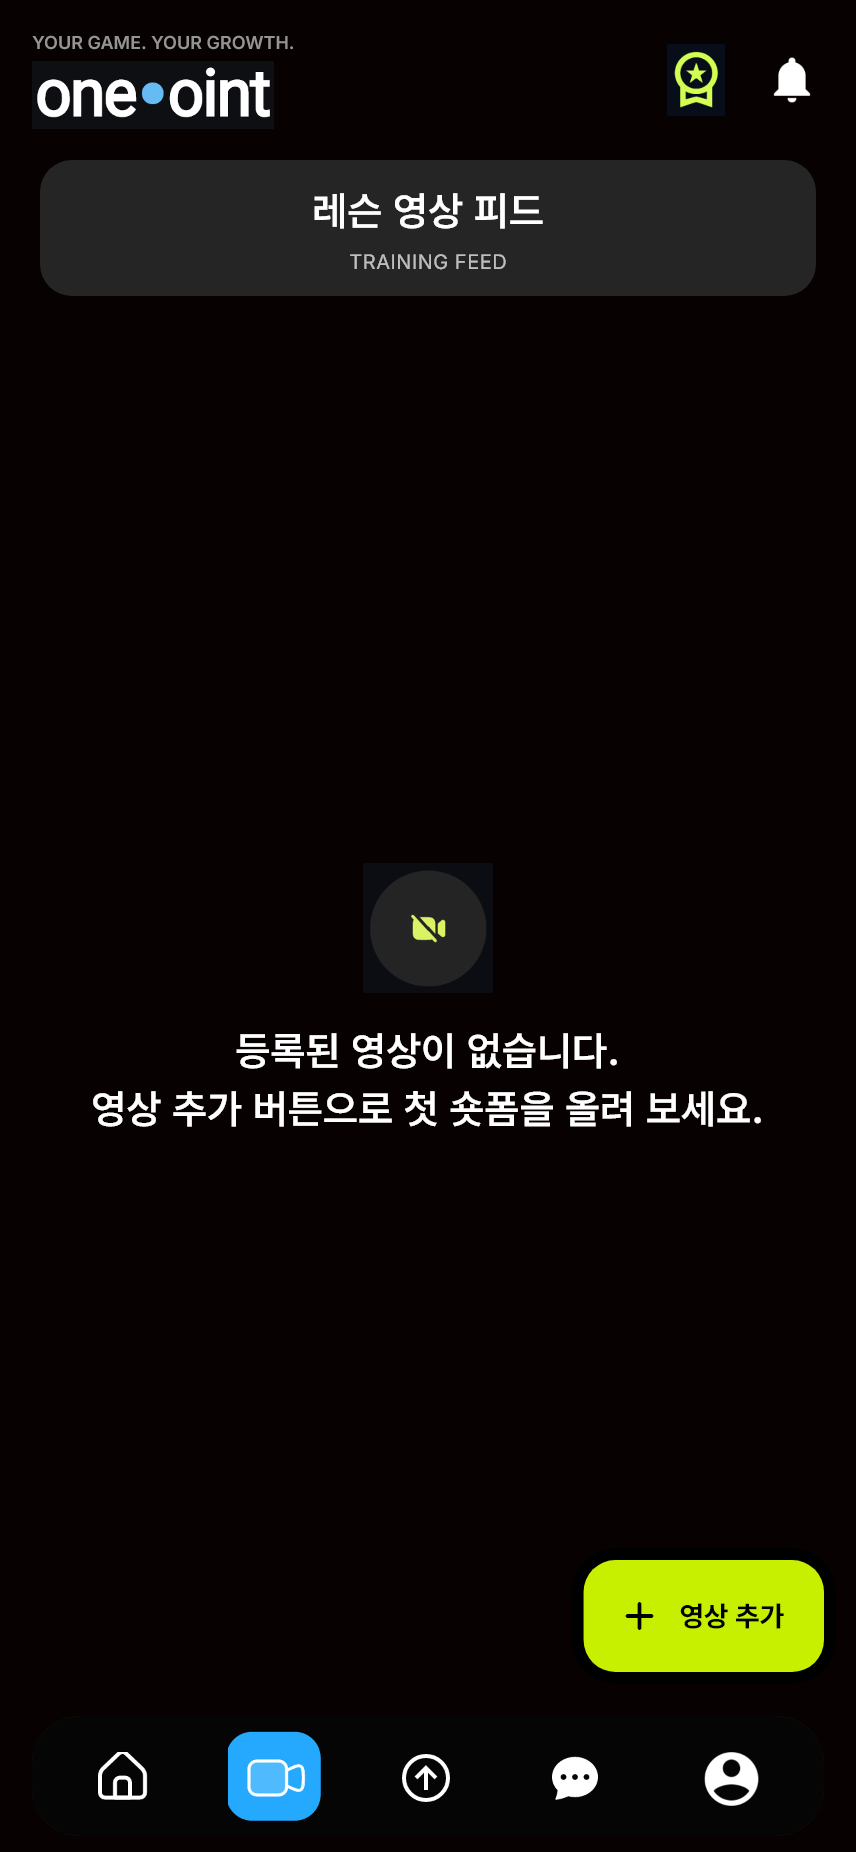 YOUR GAME. YOUR GROWTH.
one•oint
레슨 영상 피드
TRAINING FEED
등록된 영상이 없습니다.
영상 추가 버튼으로 첫 숏폼을 올려 보세요.
영상 추가